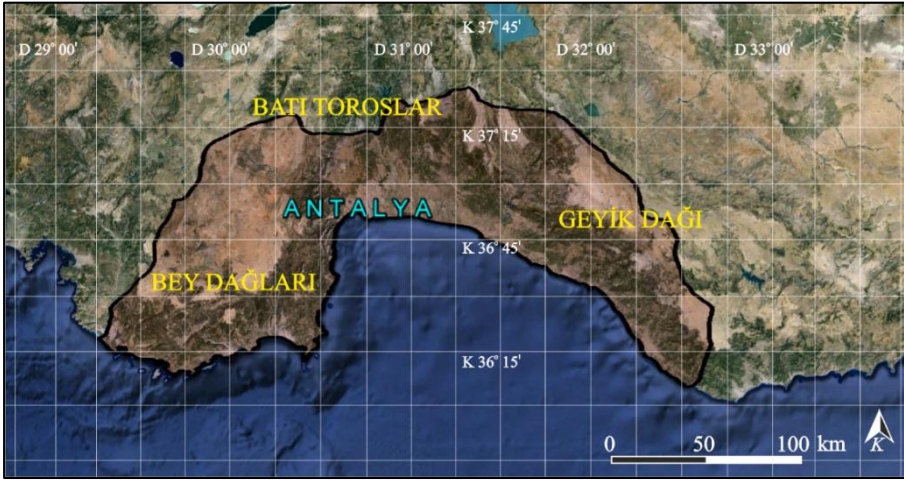 K 37° 45'
D 29° 00' D 30° 00' D 31° 00' D 32° 00' D 33° 00'
BATI TOROSLAR
K 37° 15'
ANTALYA
GEYİK DAĞI
K 36° 45'
BEY DAĞLARI
K 36° 15'
0 50 100 km
K